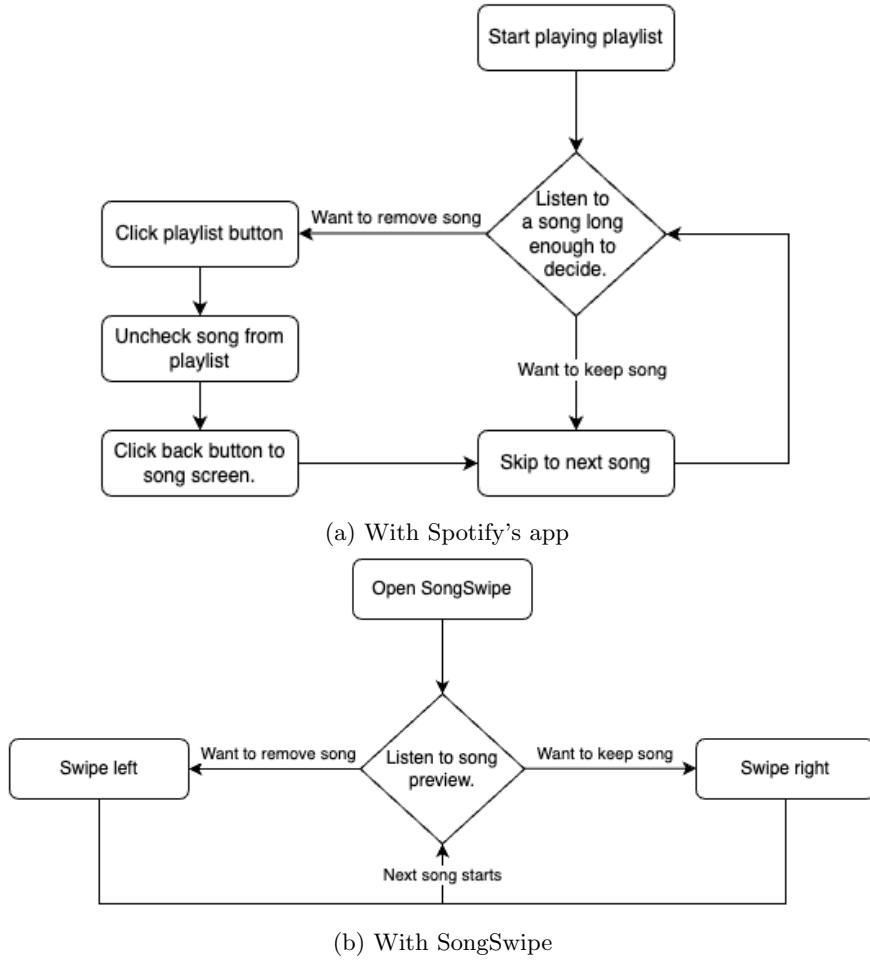 Start playing playlist
Listen to
a song long
enough to
decide.
Want to remove song
Click playlist button
Uncheck song from
playlist
Click back button to
song screen.
Want to keep song
Skip to next song
(a) With Spotify's app
Open SongSwipe
Listen to song
preview.
Want to remove song
Swipe left
Want to keep song
Swipe right
Next song starts
(b) With SongSwipe